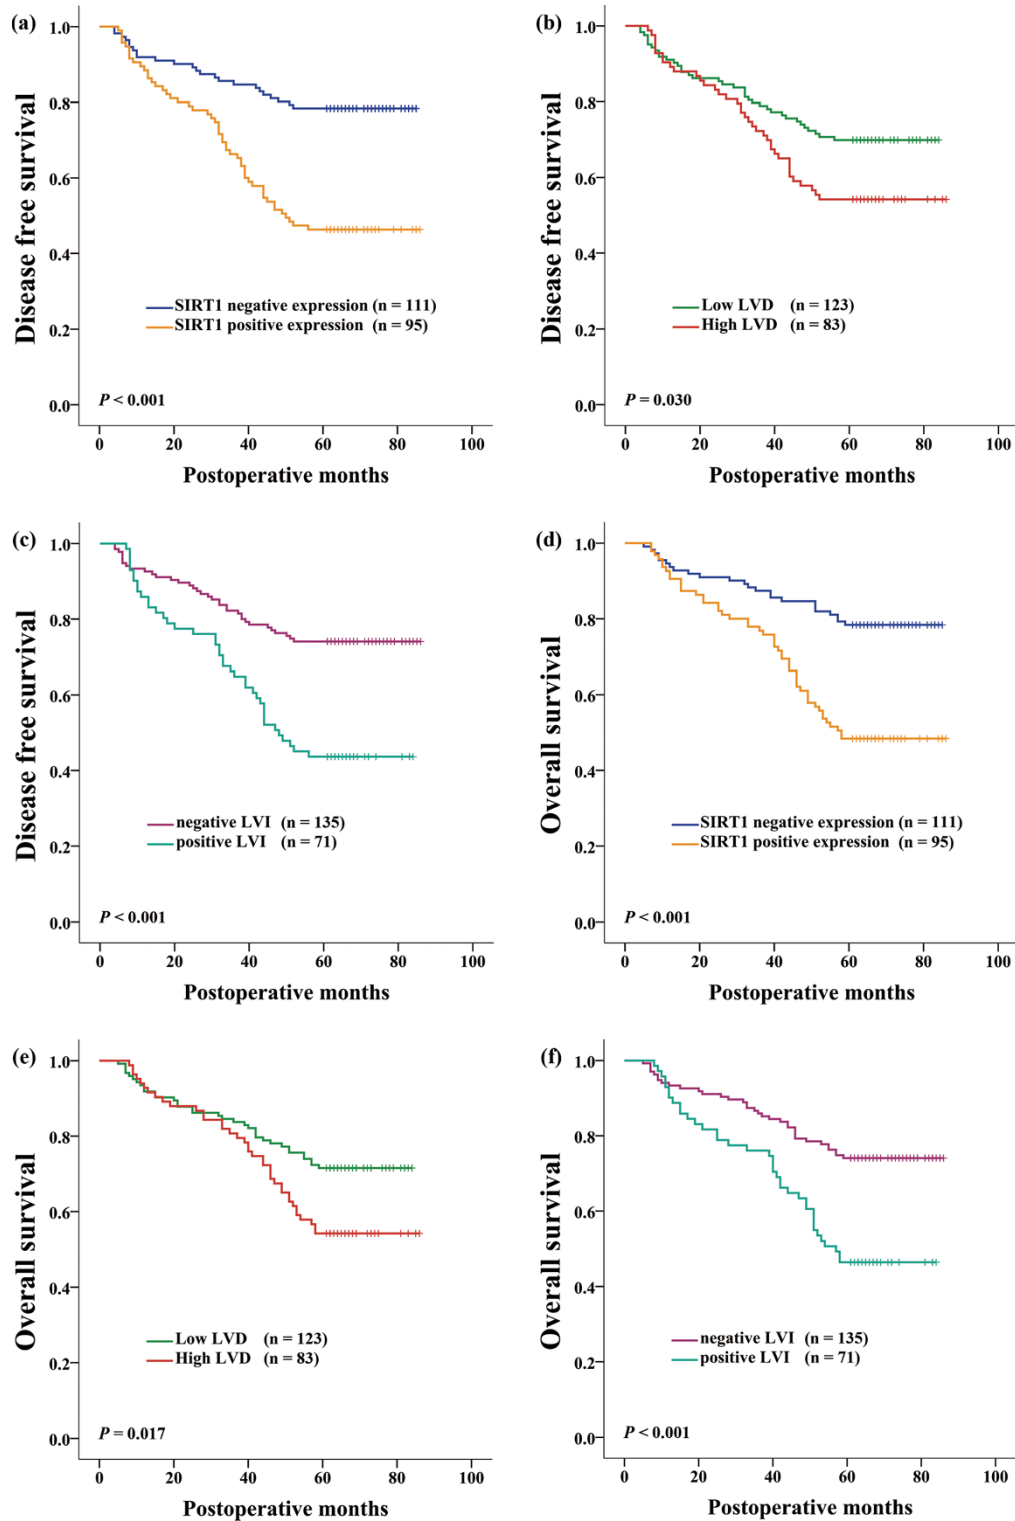 (a)
Disease free survival
1.0
0.8
0.6
0.4
0.2
0.0
SIRT1 negative expression (n = 111)
SIRT1 positive expression (n = 95)
P < 0.001
0 20 40 60 80 100
Postoperative months
(b)
Disease free survival
1.0
0.8
0.6
0.4
0.2
0.0
Low LVD (n = 123)
High LVD (n = 83)
P = 0.030
0 20 40 60 80 100
Postoperative months
(c)
Disease free survival
1.0
0.8
0.6
0.4
0.2
0.0
negative LVI (n = 135)
positive LVI (n = 71)
P < 0.001
0 20 40 60 80 100
Postoperative months
(d)
Overall survival
1.0
0.8
0.6
0.4
0.2
0.0
SIRT1 negative expression (n = 111)
SIRT1 positive expression (n = 95)
P < 0.001
0 20 40 60 80 100
Postoperative months
(e)
Overall survival
1.0
0.8
0.6
0.4
0.2
0.0
Low LVD (n = 123)
High LVD (n = 83)
P = 0.017
0 20 40 60 80 100
Postoperative months
(f)
Overall survival
1.0
0.8
0.6
0.4
0.2
0.0
negative LVI (n = 135)
positive LVI (n = 71)
P < 0.001
0 20 40 60 80 100
Postoperative months